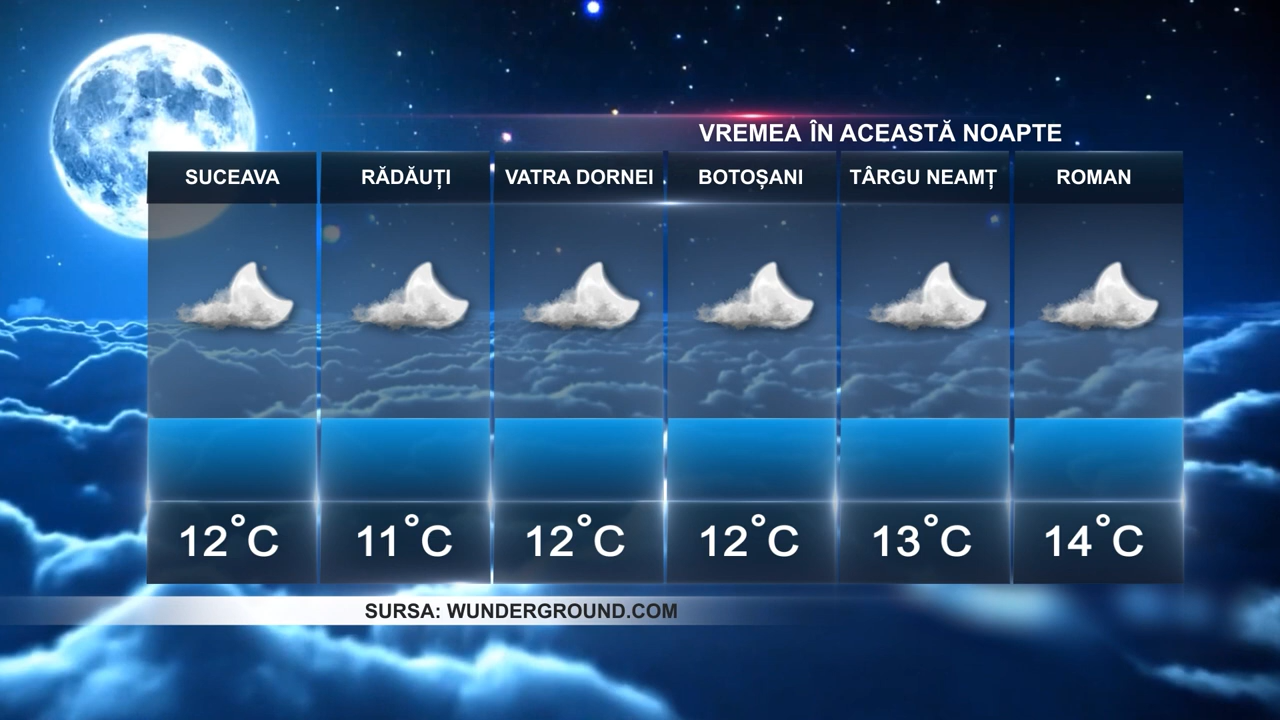 VREMEA ÎN ACEASTĂ NOAPTE
SUCEAVA RĂDĂUȚI VATRA DORNEI BOTOȘANI TÂRGU NEAMȚ ROMAN
12°C 11°C 12°C 12°C 13°C 14°C
SURSA: WUNDERGROUND.COM